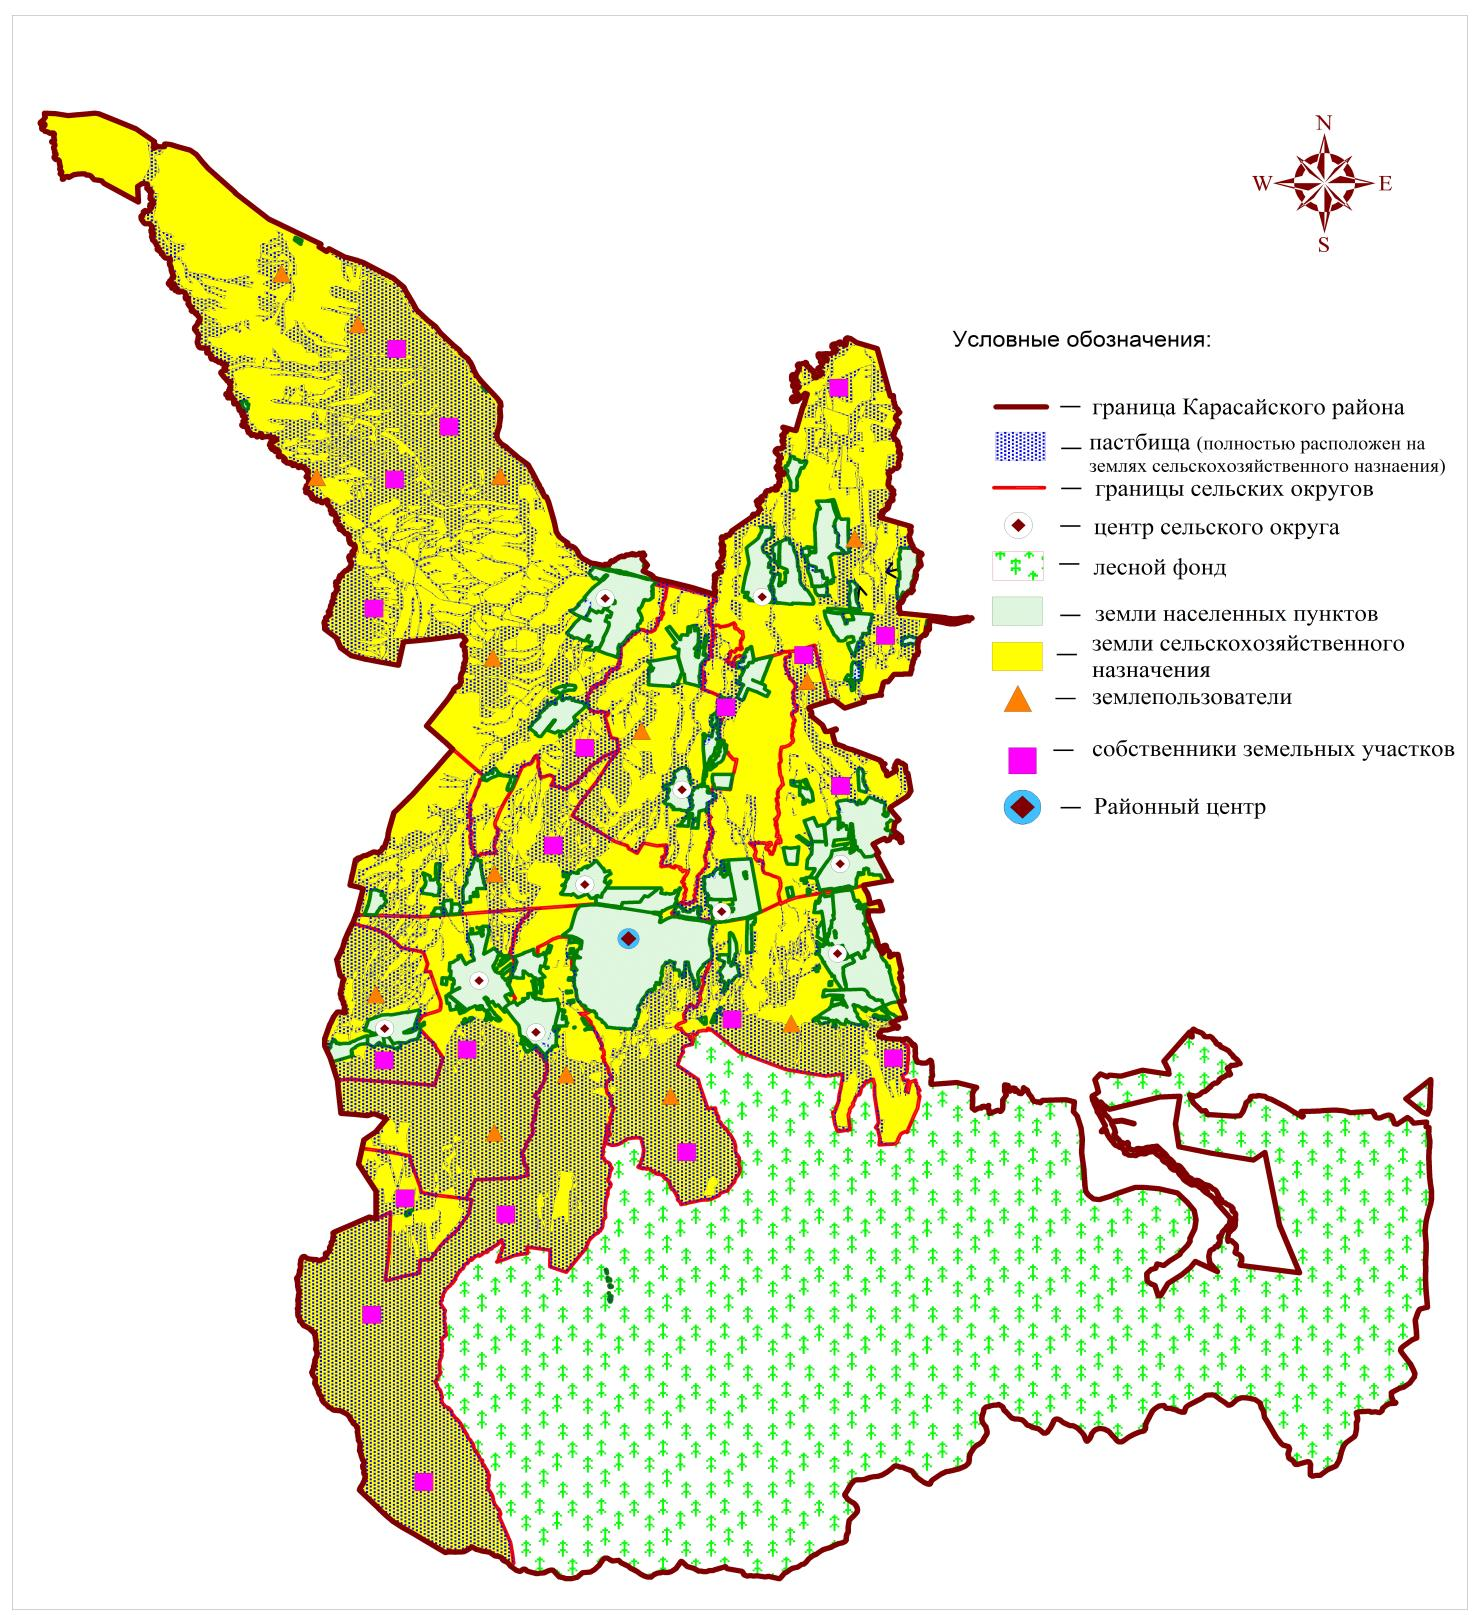 N
W E
S
Условные обозначения:
— граница Карасайского района
— пастбища (полностью расположен на
землях сельскохозяйственного назнаения)
— границы сельских округов
— центр сельского округа
— лесной фонд
— земли населенных пунктов
— земли сельскохозяйственного
назначения
— землепользователи
— собственники земельных участков
— Районный центр